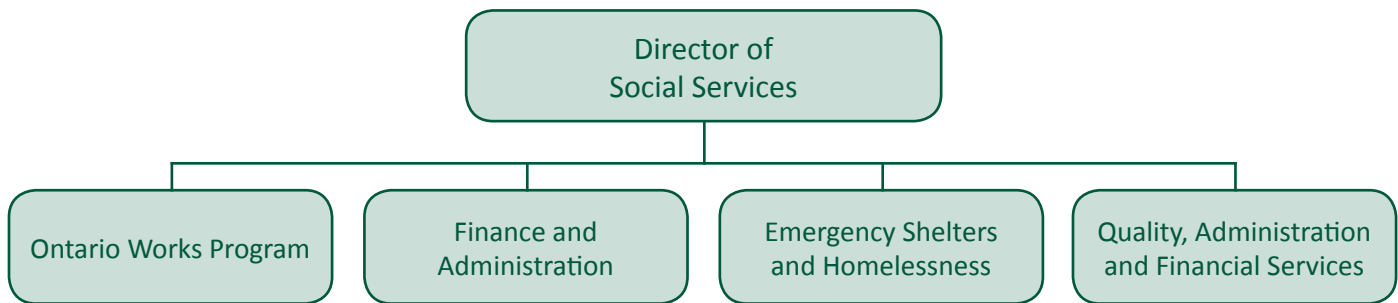 Director of
Social Services
Ontario Works Program
Finance and
Administration
Emergency Shelters
and Homelessness
Quality, Administration
and Financial Services